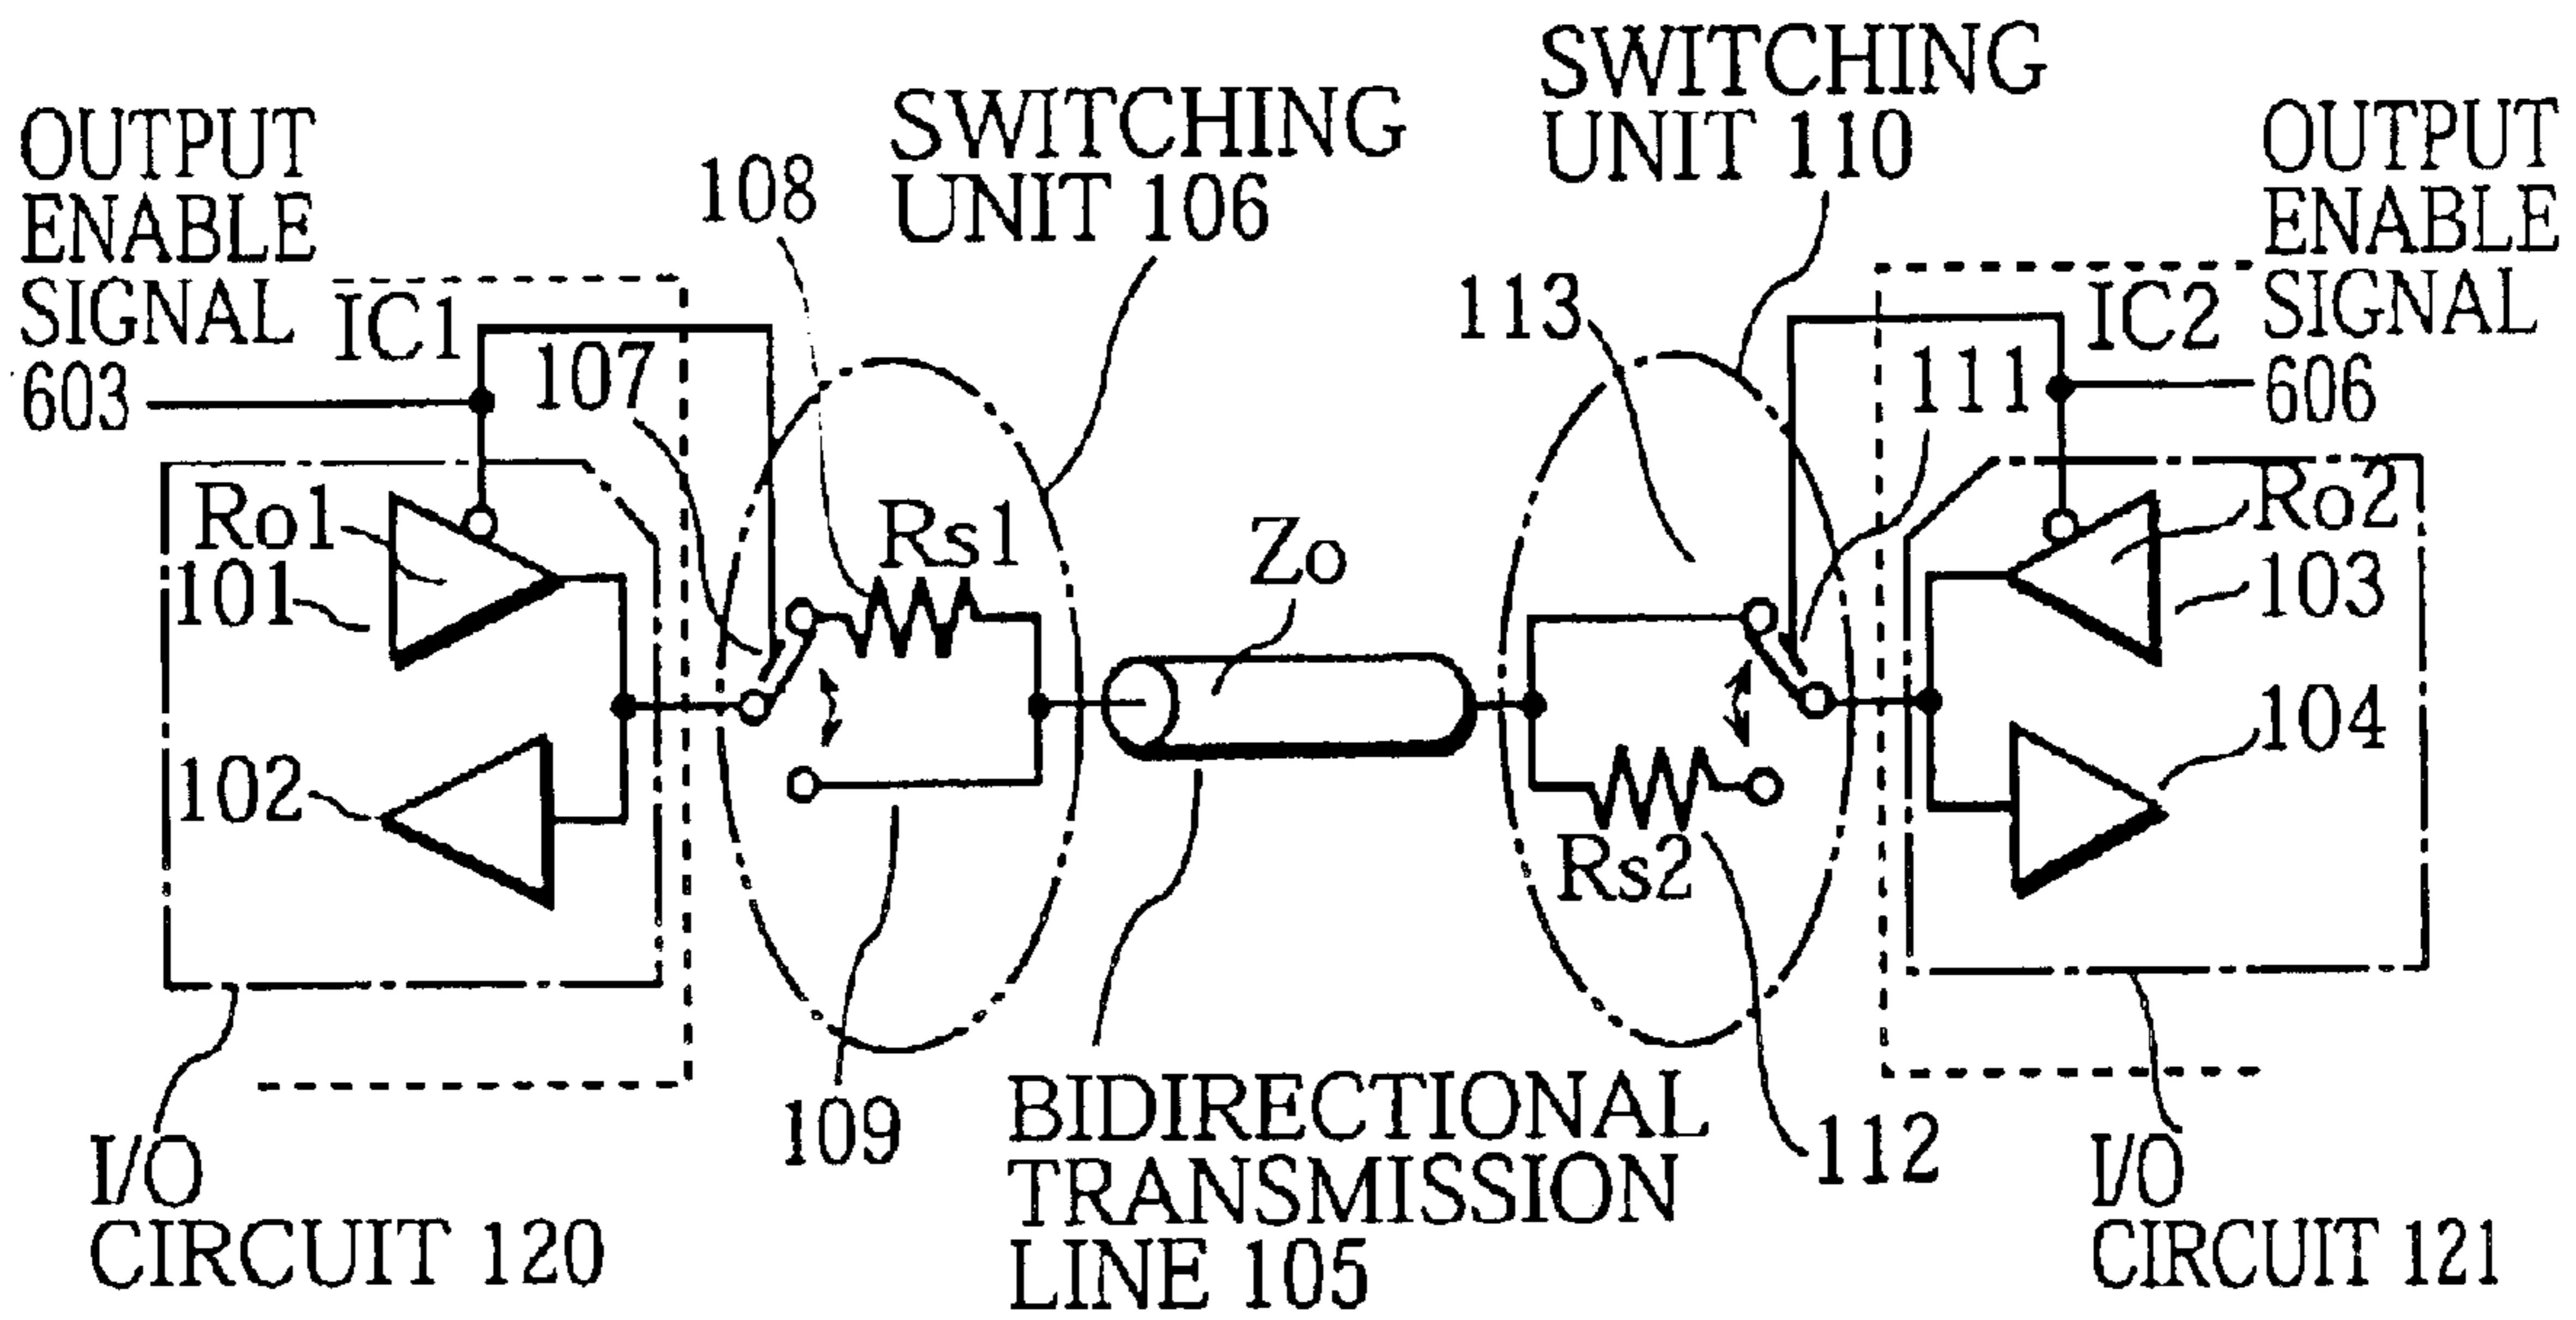 SWITCHING
UNIT 110
SWITCHING
UNIT 106
OUTPUT
ENABLE
SIGNAL
603
OUTPUT
ENABLE
SIGNAL
606
108
113
IC1
IC2
107
111
Ro1
Rs1
Zo
Ro2
101
103
104
102
Rs2
109
112
BIDIRECTIONAL
TRANSMISSION
LINE 105
I/O
CIRCUIT 120
I/O
CIRCUIT 121